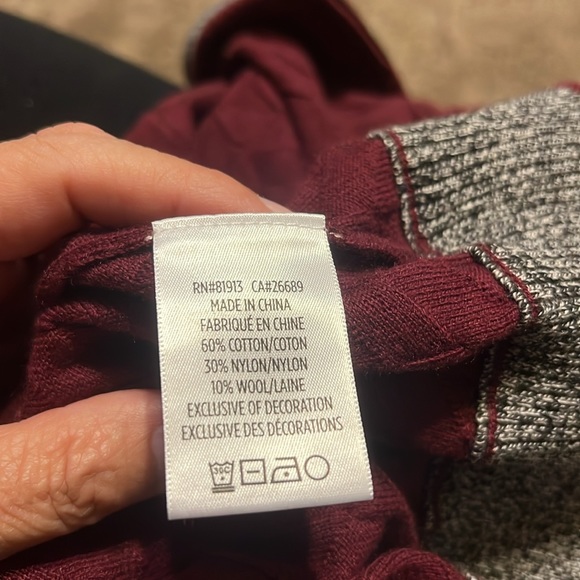 RN#81913 CA#26689
MADE IN CHINA
FABRIQUÉ EN CHINE
60% COTTON/COTON
30% NYLON/NYLON
10% WOOL/LAINE
EXCLUSIVE OF DECORATION
EXCLUSIVE DES DÉCORATIONS